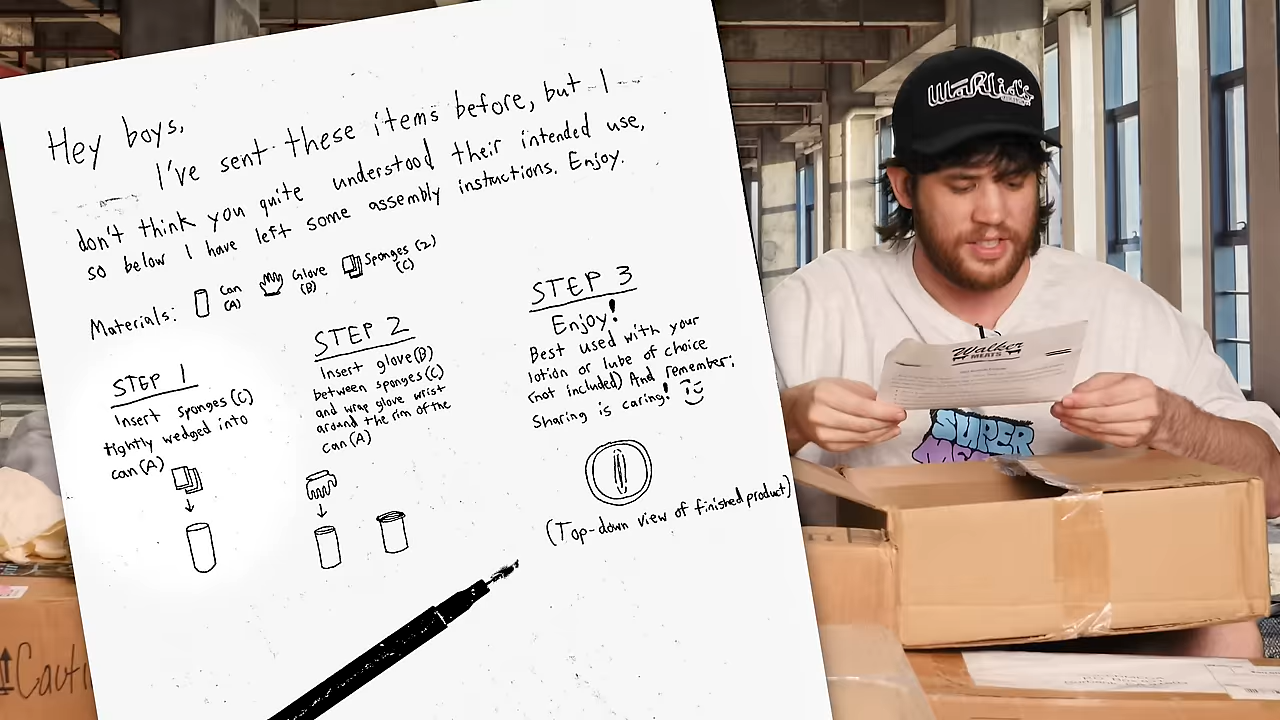 Hey boys,
I've sent these items before, but I
don't think you quite understood their intended use,
so below I have left some assembly instuctions. Enjoy.
Materials: Can (A) Glove (B) Sponges (2) (C)
STEP 1
Insert sponges (C)
tightly wedged into
can (A)
STEP 2
Insert glove (B)
between sponges (C)
and wrap glove wrist
around the rim of the
can (A)
STEP 3
Enjoy!
Best used with your
lotion or lube of choice
(not included) And remember:
Sharing is caring!
(Top-down view of finished product)
Walker
MEATS
SUPER
Cauti